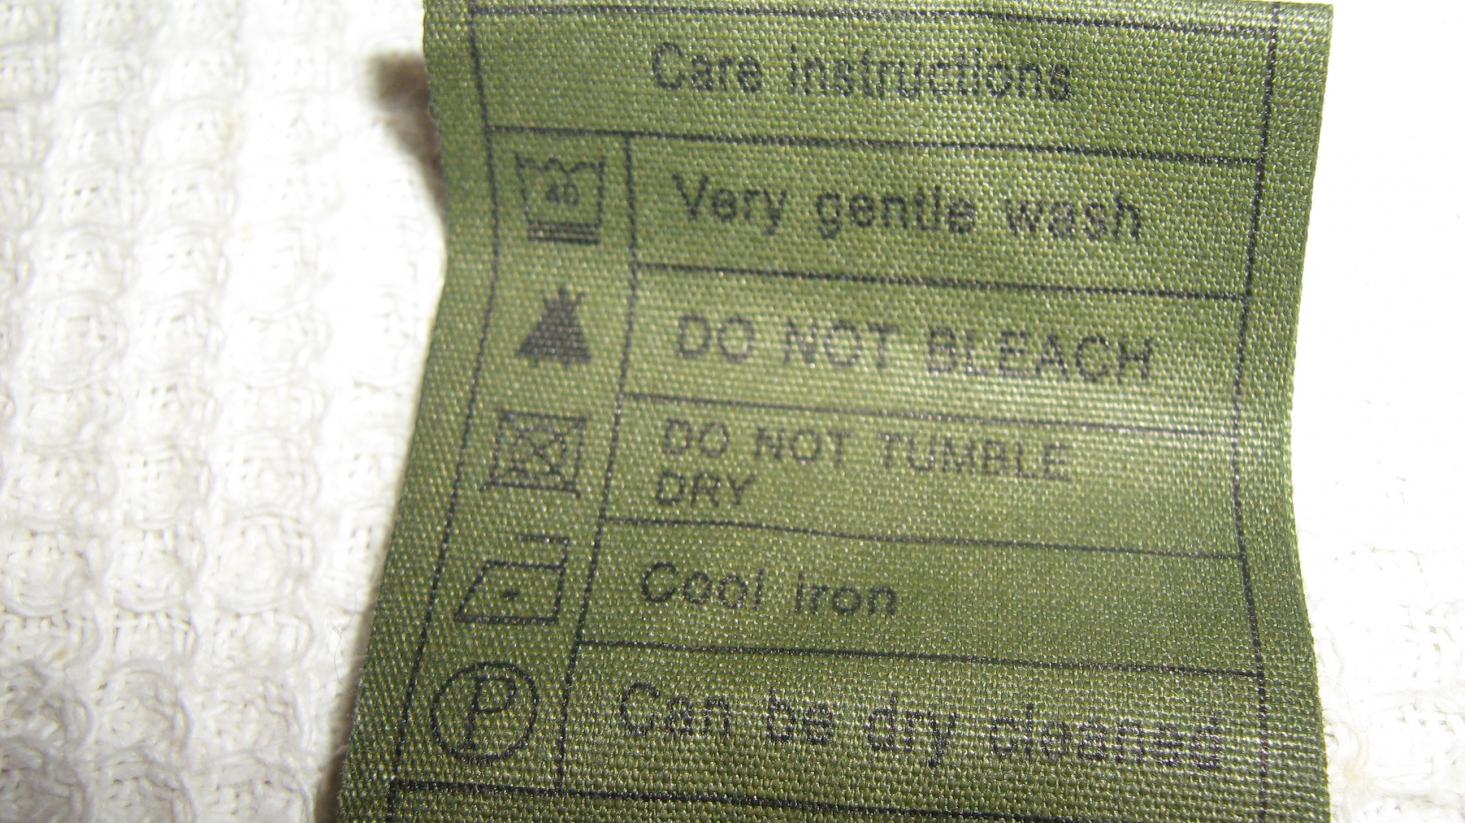 Care instructions
40 Very gentle wash
DO NOT BLEACH
DO NOT TUMBLE
DRY
Cool iron
P Can be dry cleaned